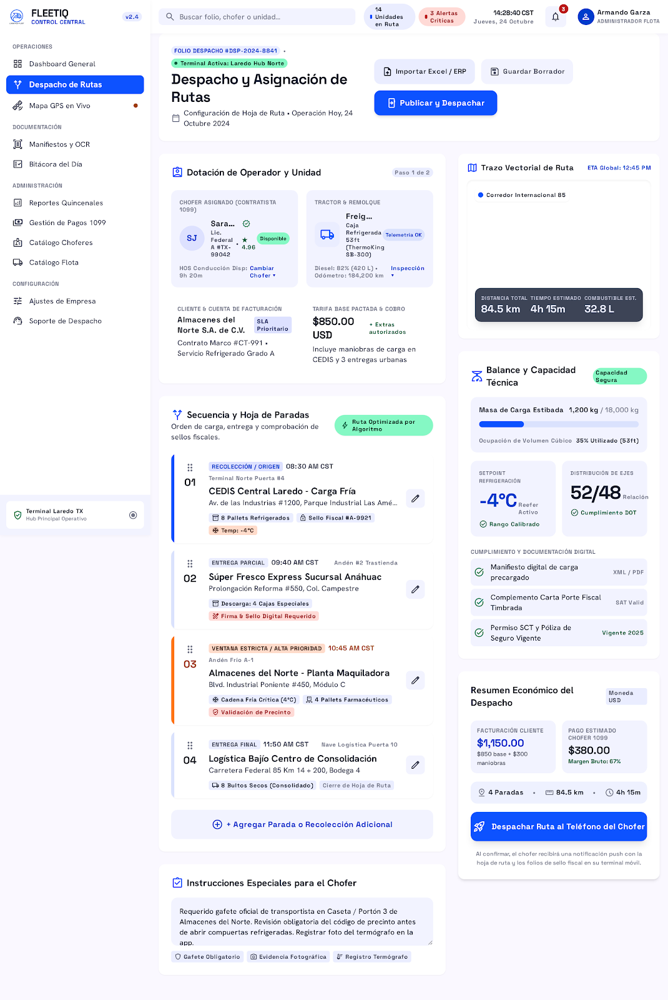 FLEETIQ
CONTROL CENTRAL
v2.4
Buscar folio, chofer o unidad...
14
Unidades
en Ruta
3 Alertas
Críticas
14:28:40 CST
Jueves, 24 Octubre
3
Armando Garza
ADMINISTRADOR FLOTA
OPERACIONES
Dashboard General
Despacho de Rutas
Mapa GPS en Vivo
DOCUMENTACIÓN
Manifiestos y OCR
Bitácora del Día
ADMINISTRACIÓN
Reportes Quincenales
Gestión de Pagos 1099
Catálogo Choferes
Catálogo Flota
CONFIGURACIÓN
Ajustes de Empresa
Soporte de Despacho
Terminal Laredo TX
Hub Principal Operativo
FOLIO DESPACHO #DSP-2024-8841 •
Terminal Activa: Laredo Hub Norte
Despacho y Asignación de
Rutas
Configuración de Hoja de Ruta • Operación Hoy, 24
Octubre 2024
Importar Excel / ERP
Guardar Borrador
Publicar y Despachar
Dotación de Operador y Unidad
Paso 1 de 2
CHOFER ASIGNADO (CONTRATISTA
1099)
SJ
Sara...
Lic.
Federal
A #TX-
99042
•
★
4.96
Disponible
HOS Conducción Disp:
9h 20m
Cambiar
Chofer ▾
TRACTOR & REMOLQUE
Freig...
Caja
Refrigerada
53ft
(ThermoKing
SB-300)
Telemetría OK
Diesel: 82% (420 L) •
Odómetro: 184,200 km
Inspección
▾
CLIENTE & CUENTA DE FACTURACIÓN
Almacenes del
Norte S.A. de C.V.
SLA
Prioritario
Contrato Marco #CT-991 •
Servicio Refrigerado Grado A
TARIFA BASE PACTADA & COBRO
$850.00
USD
+ Extras
autorizados
Incluye maniobras de carga en
CEDIS y 3 entregas urbanas
Secuencia y Hoja de Paradas
Orden de carga, entrega y comprobación de
sellos fiscales.
Ruta Optimizada por
Algoritmo
01
RECOLECCIÓN / ORIGEN 08:30 AM CST
Terminal Norte Puerta #4
CEDIS Central Laredo - Carga Fría
Av. de las Industrias #1200, Parque Industrial Las Amé...
8 Pallets Refrigerados
Sello Fiscal #A-9921
Temp: -4°C
02
ENTREGA PARCIAL 09:40 AM CST
Andén #2 Trastienda
Súper Fresco Express Sucursal Anáhuac
Prolongación Reforma #550, Col. Campestre
Descarga: 4 Cajas Especiales
Firma & Sello Digital Requerido
03
VENTANA ESTRICTA / ALTA PRIORIDAD 10:45 AM CST
Andén Frío A-1
Almacenes del Norte - Planta Maquiladora
Blvd. Industrial Poniente #450, Módulo C
Cadena Fría Crítica (4°C)
4 Pallets Farmacéuticos
Validación de Precinto
04
ENTREGA FINAL 11:50 AM CST
Nave Logística Puerta 10
Logística Bajío Centro de Consolidación
Carretera Federal 85 Km 14 + 200, Bodega 4
8 Bultos Secos (Consolidado)
Cierre de Hoja de Ruta
+ Agregar Parada o Recolección Adicional
Instrucciones Especiales para el Chofer
Requerido gafete oficial de transportista en Caseta / Portón 3 de
Almacenes del Norte. Revisión obligatoria del código de precinto antes
de abrir compuertas refrigeradas. Registrar foto del termógrafo en la
app.
Gafete Obligatorio
Evidencia Fotográfica
Registro Termógrafo
Trazo Vectorial de Ruta
ETA Global: 12:45 PM
Corredor Internacional 85
DISTANCIA TOTAL
84.5 km
TIEMPO ESTIMADO
4h 15m
COMBUSTIBLE EST.
32.8 L
Balance y Capacidad
Técnica
Capacidad
Segura
Masa de Carga Estibada
1,200 kg / 18,000 kg
Ocupación de Volumen Cúbico
35% Utilizado (53ft)
SETPOINT
REFRIGERACIÓN
-4°C
Reefer
Activo
Rango Calibrado
DISTRIBUCIÓN DE EJES
52/48
Relación
Cumplimiento DOT
CUMPLIMIENTO Y DOCUMENTACIÓN DIGITAL
Manifiesto digital de carga
precargado
XML / PDF
Complemento Carta Porte Fiscal
Timbrada
SAT Valid
Permiso SCT y Póliza de
Seguro Vigente
Vigente 2025
Resumen Económico del
Despacho
Moneda
USD
FACTURACIÓN CLIENTE
$1,150.00
$850 base + $300
maniobras
PAGO ESTIMADO
CHOFER 1099
$380.00
Margen Bruto: 67%
4 Paradas
•
84.5 km
•
4h 15m
Despachar Ruta al Teléfono del Chofer
Al confirmar, el chofer recibirá una notificación push con la
hoja de ruta y los folios de sello fiscal en su terminal móvil.